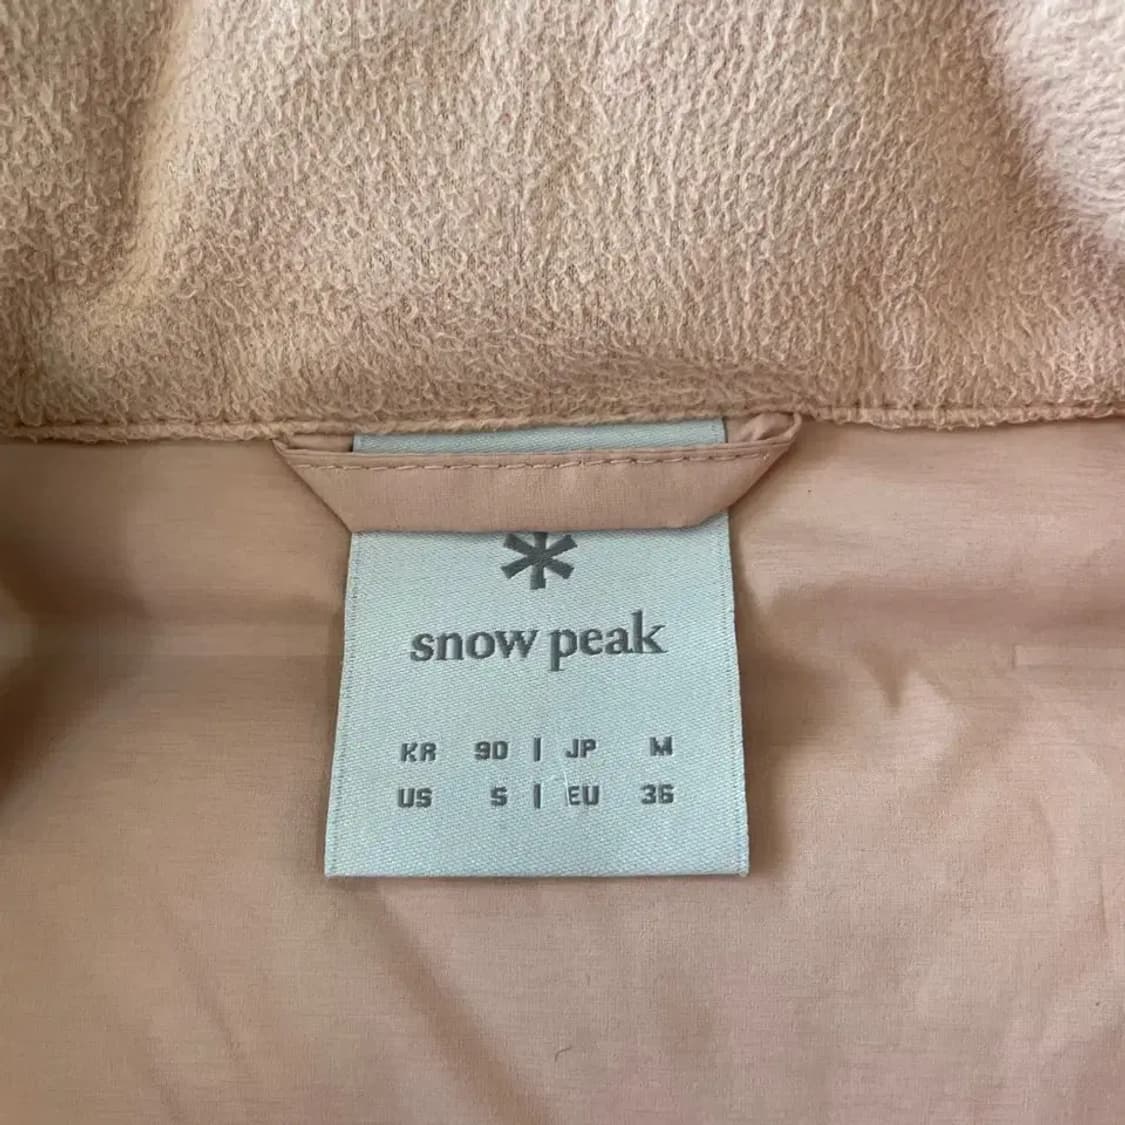 snow peak
KR 90 | JP M
US S | EU 36